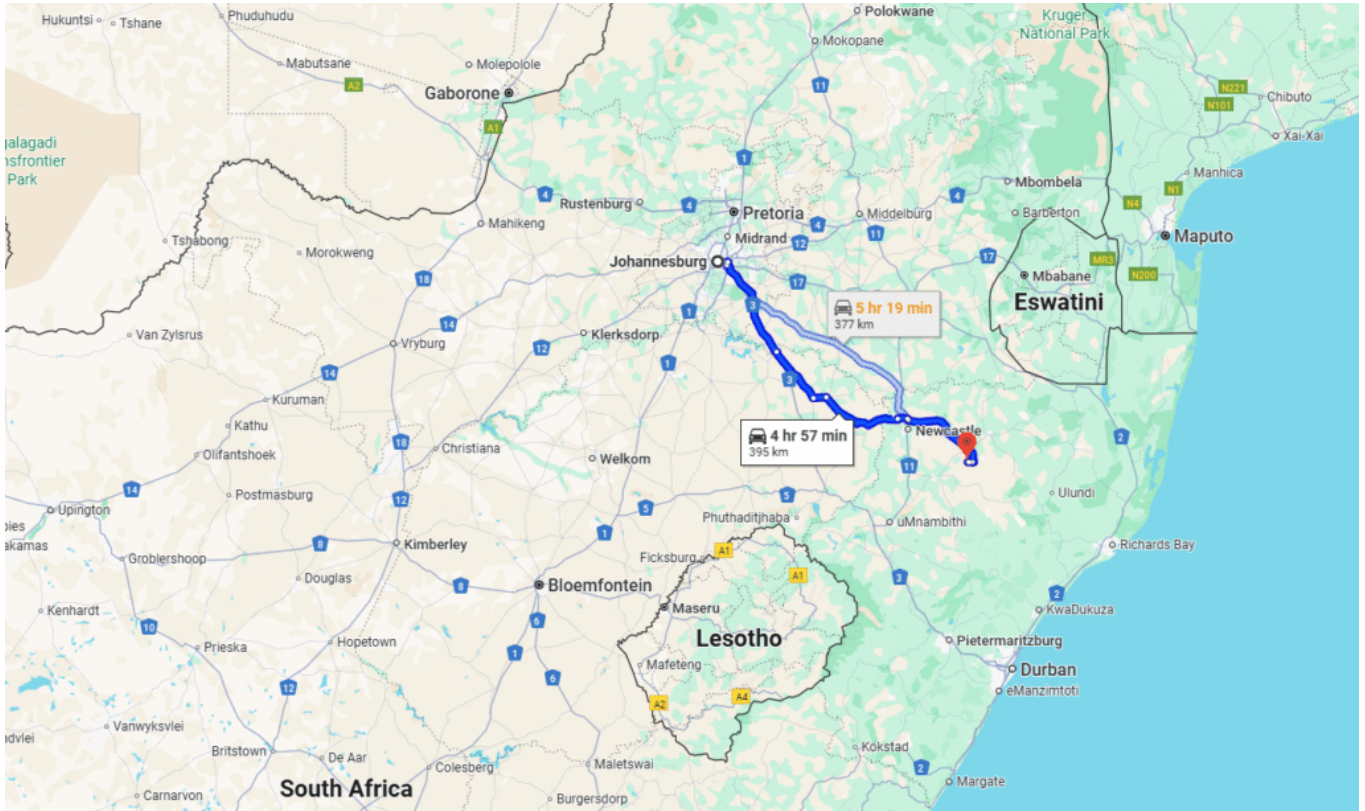 Hukuntsi
Tshane
Phuduhudu
Polokwane
Kruger
National Park
Mokopane
Mabutsane
Molepolole
A2
Gaborone
11
N221
N101
Chibuto
A1
Xai-Xai
galagadi
nsfrontier
Park
1
Manhica
Mbombela
N1
4
Rustenburg
4
4
N4
Pretoria
Middelburg
Barberton
Mahikeng
4
11
Maputo
Tshabong
Midrand
12
Morokweng
17
MR3
Johannesburg
Mbabane
N200
18
17
Eswatini
3
5 hr 19 min
377 km
1
14
Van Zylsrus
Klerksdorp
Vryburg
12
14
1
3
Kuruman
Kathu
4 hr 57 min
395 km
Newcastle
2
18
Christiana
Olifantshoek
Welkom
11
14
Postmasburg
12
5
Ulundi
Upington
5
Phuthaditjhaba
uMnambithi
pies
akamas
1
Groblershoop
8
Kimberley
Ficksburg
A1
Richards Bay
Douglas
8
Bloemfontein
A1
3
2
Kenhardt
Maseru
KwaDukuza
10
6
Lesotho
Pietermaritzburg
Prieska
Hopetown
1
Mafeteng
Durban
6
12
A2
A4
eManzimtoti
Vanwyksvlei
ndvlei
Britstown
De Aar
Kokstad
Colesberg
Maletswai
2
Margate
South Africa
Carnarvon
Burgersdorp